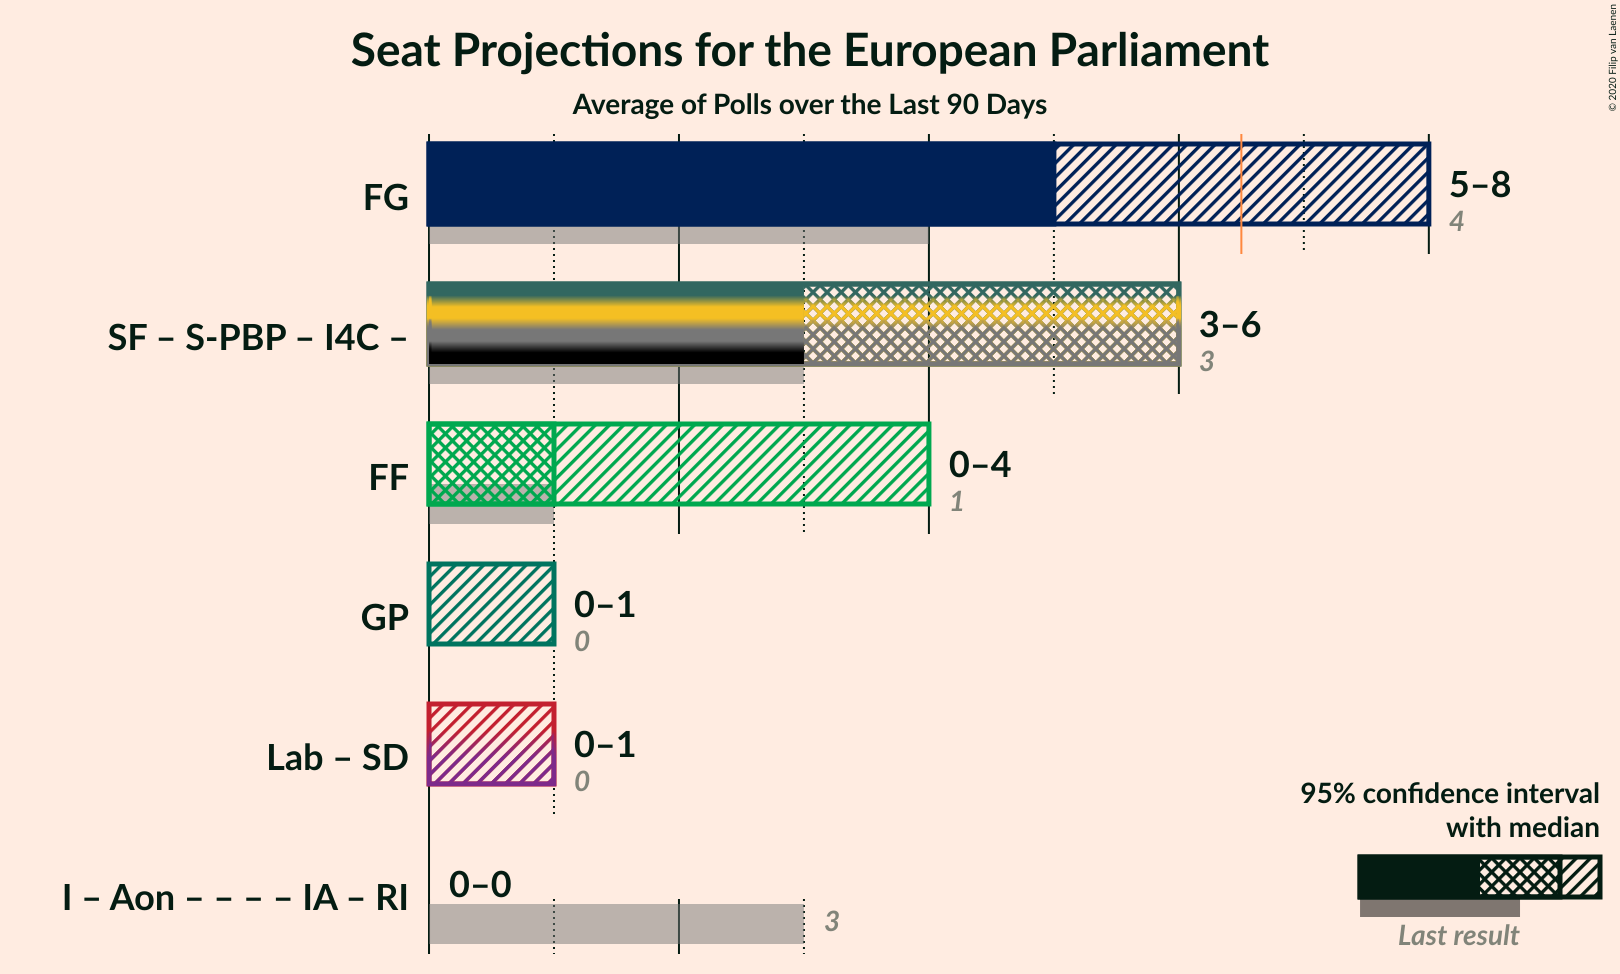 Seat Projections for the European Parliament
Average of Polls over the Last 90 Days
© 2020 Filip van Laenen
FG
5–8
4
SF – S-PBP – I4C –
3–6
3
FF
0–4
1
GP
0–1
0
Lab – SD
0–1
0
I – Aon – – – – IA – RI
0–0
3
95% confidence interval
with median
Last result